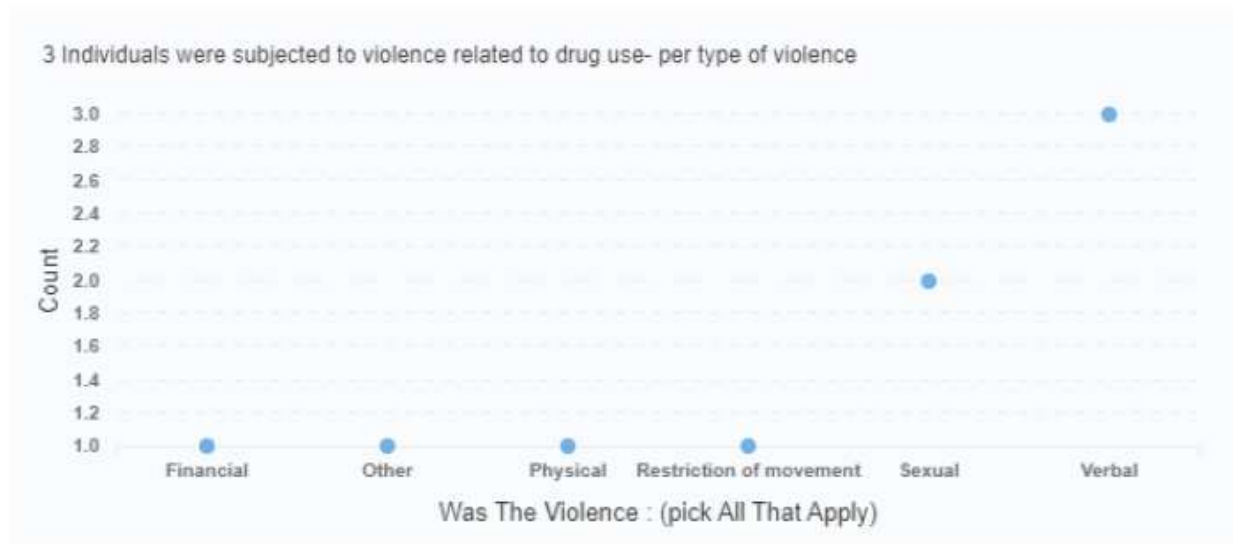 3 Individuals were subjected to violence related to drug use- per type of violence
3.0
2.8
2.6
2.4
2.2
2.0
1.8
1.6
1.4
1.2
1.0
Count
Financial Other Physical Restriction of movement Sexual Verbal
Was The Violence : (pick All That Apply)